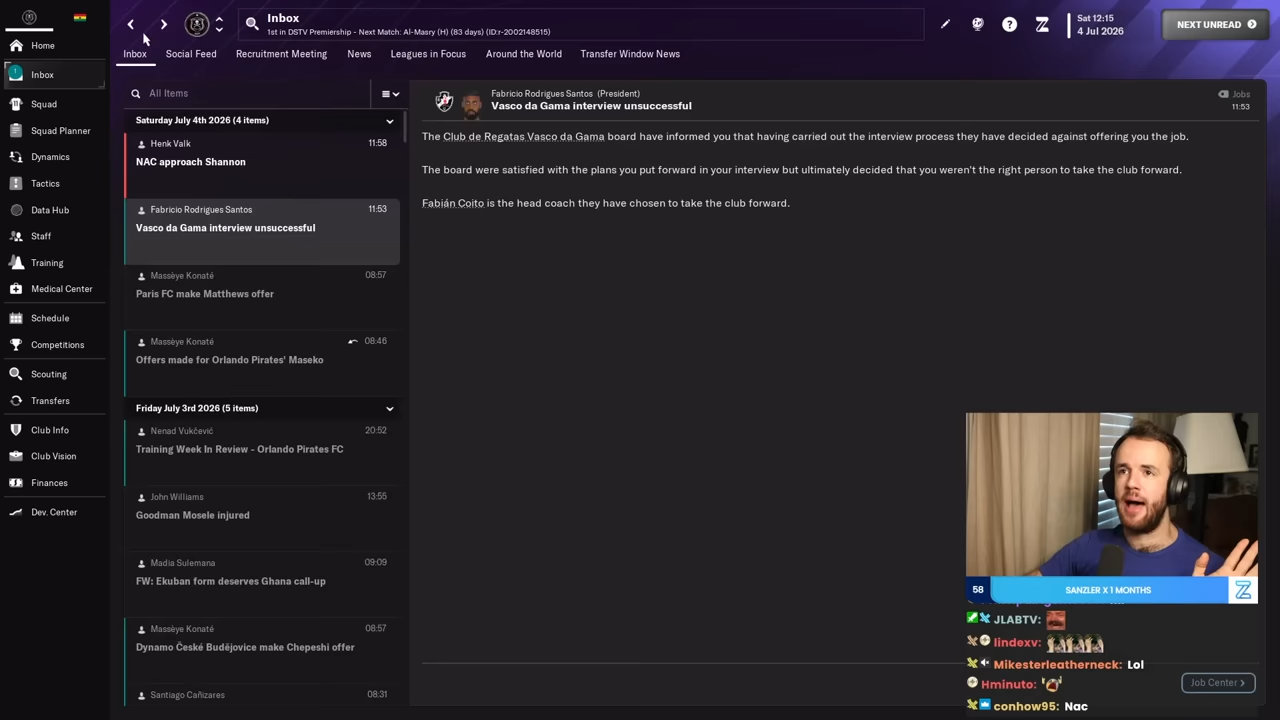 Inbox
1st in DSTV Premiership - Next Match: Al-Masry (H) (83 days) (ID:r-2002148515)
Sat 12:15
4 Jul 2026
NEXT UNREAD
Home
Inbox
Squad
Squad Planner
Dynamics
Tactics
Data Hub
Staff
Training
Medical Center
Schedule
Competitions
Scouting
Transfers
Club Info
Club Vision
Finances
Dev. Center
Inbox
Social Feed
Recruitment Meeting
News
Leagues in Focus
Around the World
Transfer Window News
All Items
Saturday July 4th 2026 (4 items)
Henk Valk 11:58
NAC approach Shannon
Fabricio Rodrigues Santos 11:53
Vasco da Gama interview unsuccessful
Massèye Konaté 08:57
Paris FC make Matthews offer
Massèye Konaté 08:46
Offers made for Orlando Pirates' Maseko
Friday July 3rd 2026 (5 items)
Nenad Vukčević 20:52
Training Week In Review - Orlando Pirates FC
John Williams 13:55
Goodman Mosele injured
Madia Sulemana 09:09
FW: Ekuban form deserves Ghana call-up
Massèye Konaté 08:57
Dynamo České Budějovice make Chepeshi offer
Santiago Cañizares 08:31
Fabricio Rodrigues Santos (President)
Vasco da Gama interview unsuccessful
Jobs
11:53
The Club de Regatas Vasco da Gama board have informed you that having carried out the interview process they have decided against offering you the job.
The board were satisfied with the plans you put forward in your interview but ultimately decided that you weren't the right person to take the club forward.
Fabián Coito is the head coach they have chosen to take the club forward.
58 SANZLER X 1 MONTHS
JLABTV:
lindexv:
Mikesterleatherneck: Lol
Hminuto:
conhow95: Nac
Job Center